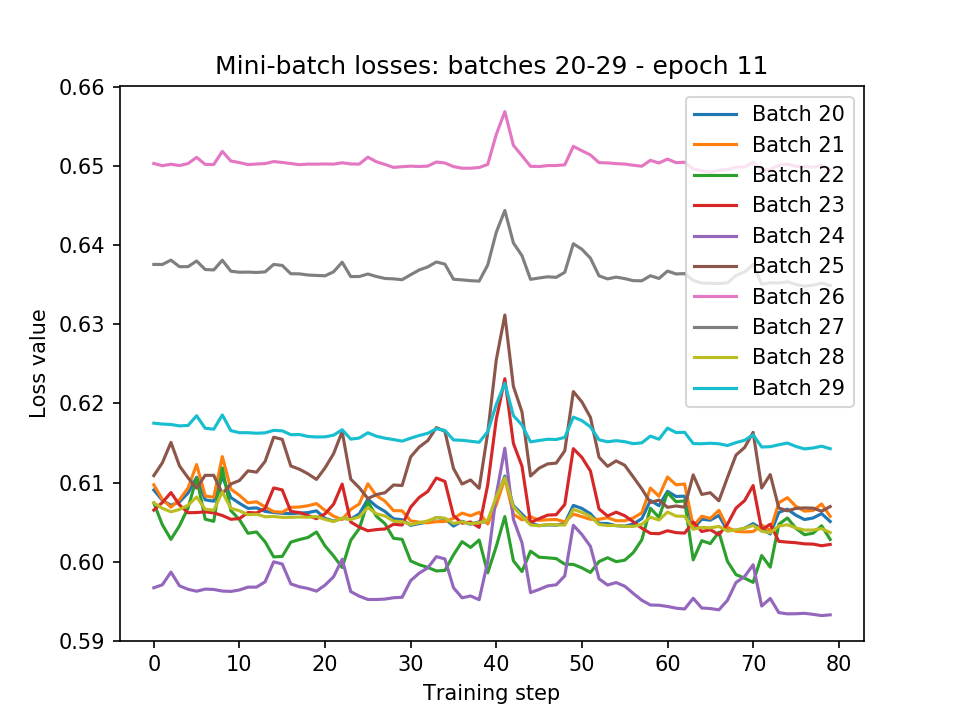 Mini-batch losses: batches 20-29 - epoch 11
0.66
0.65
0.64
0.63
0.62
0.61
0.60
0.59
Loss value
0 10 20 30 40 50 60 70 80
Training step
Batch 20
Batch 21
Batch 22
Batch 23
Batch 24
Batch 25
Batch 26
Batch 27
Batch 28
Batch 29